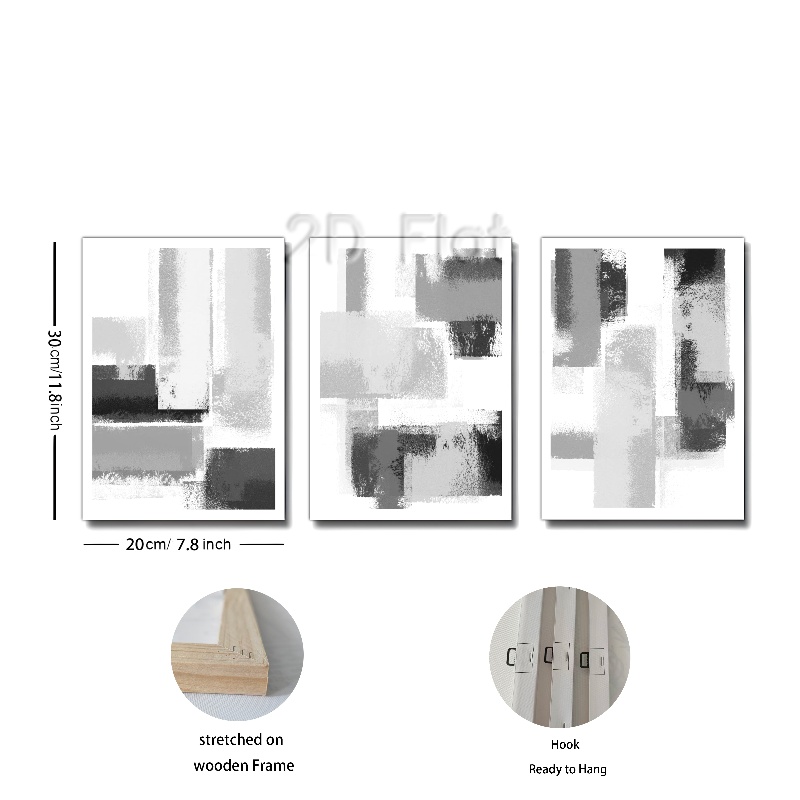 2D Flat
30cm/11.8inch
20cm/ 7.8 inch
stretched on
wooden Frame
Hook
Ready to Hang